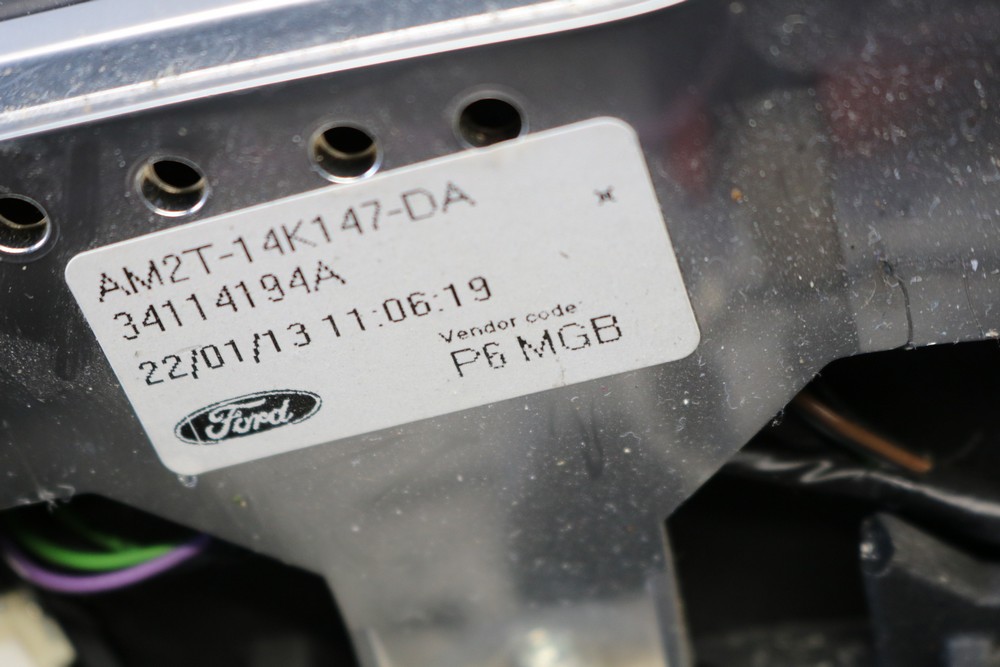 AM2T-14K147-DA
34114194A
22/01/13 11:06:19
Vendor code:
P6 MGB
Ford